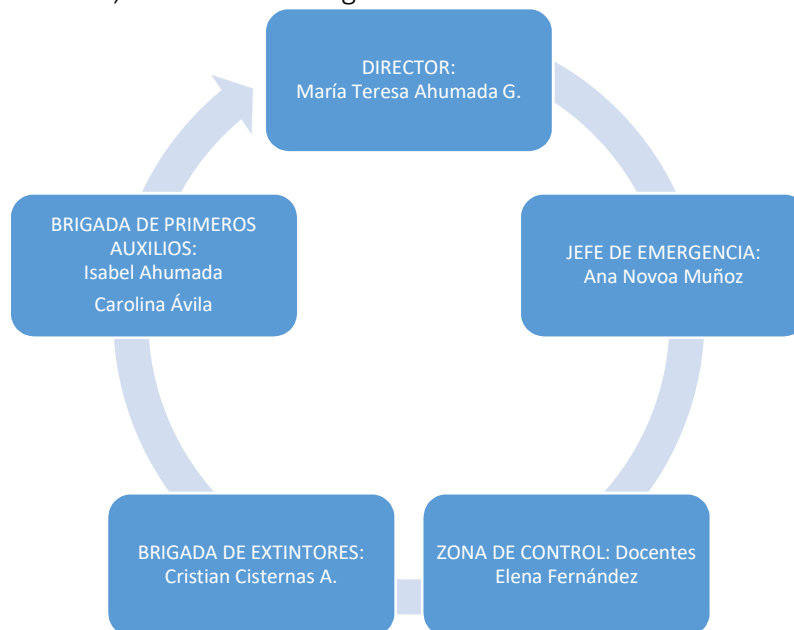 DIRECTOR:
María Teresa Ahumada G.
JEFE DE EMERGENCIA:
Ana Novoa Muñoz
ZONA DE CONTROL: Docentes
Elena Fernández
BRIGADA DE EXTINTORES:
Cristian Cisternas A.
BRIGADA DE PRIMEROS
AUXILIOS:
Isabel Ahumada
Carolina Ávila